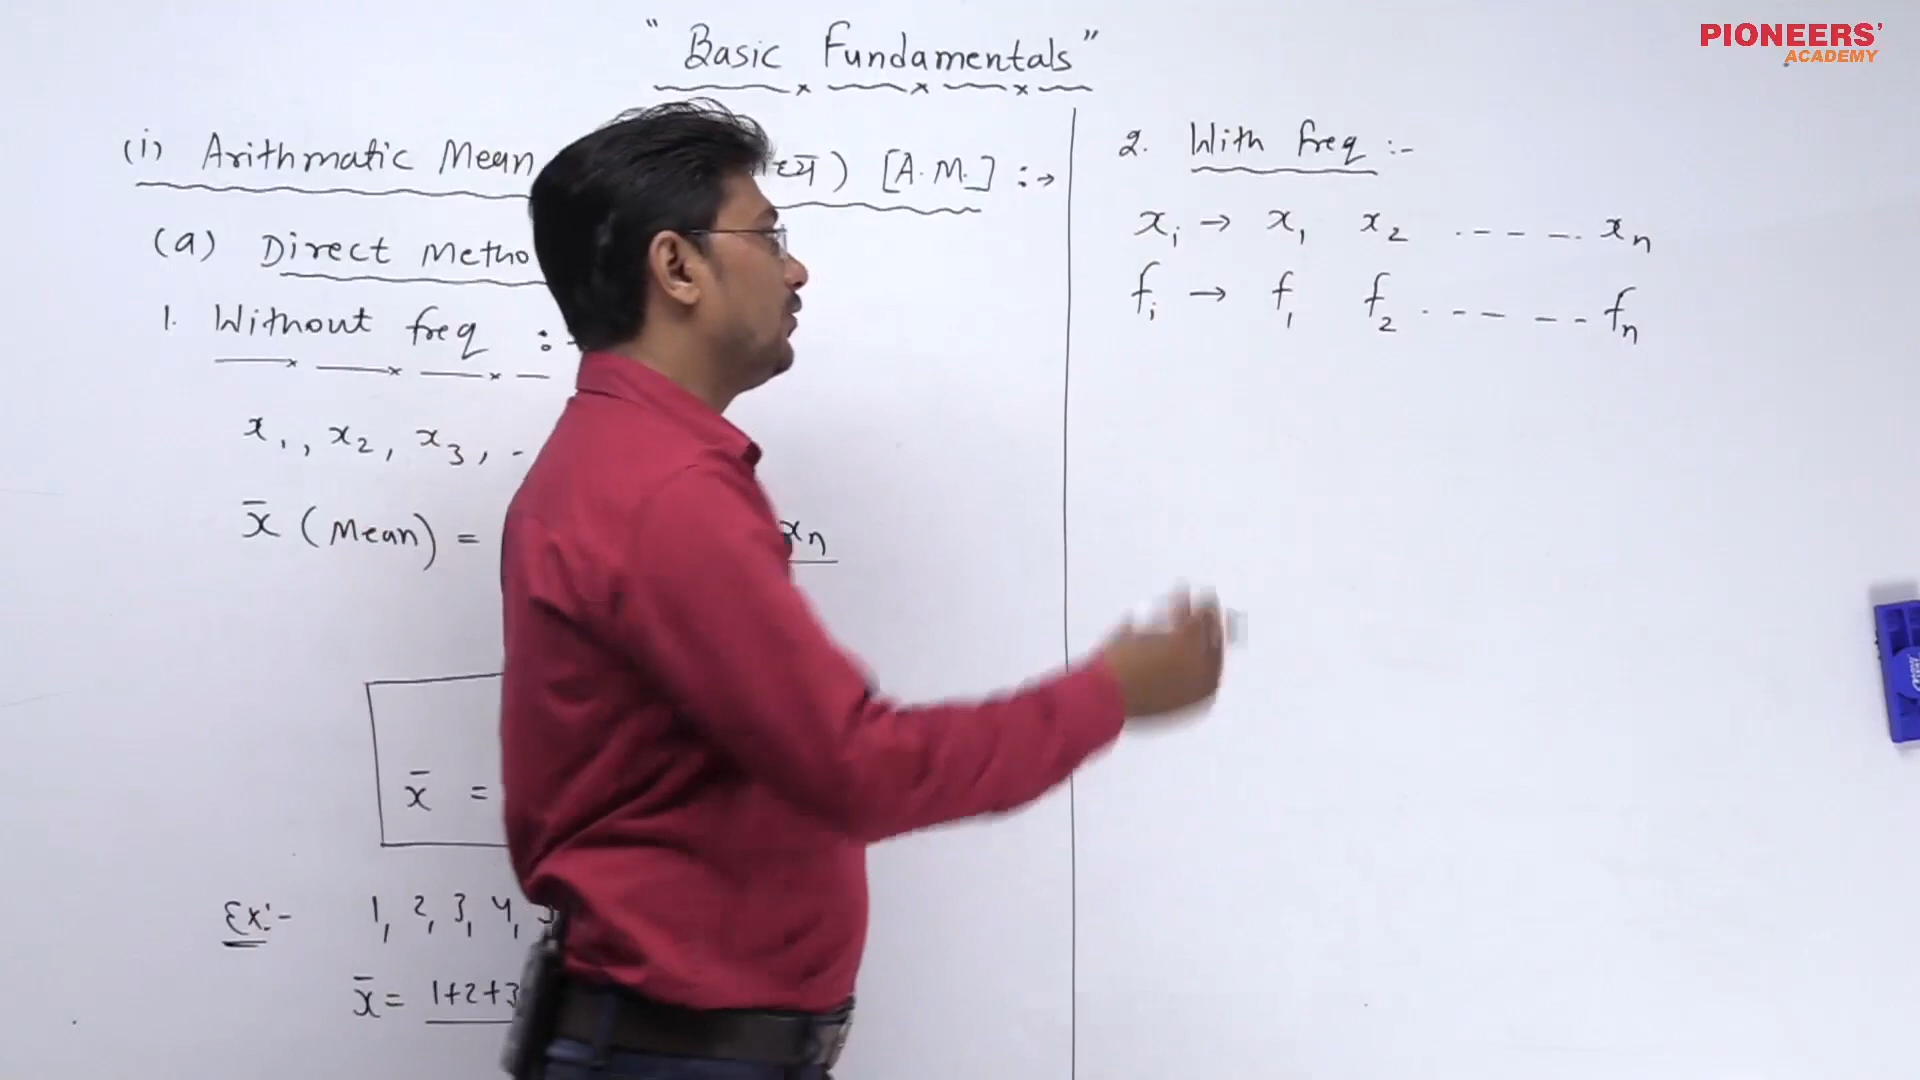 PIONEERS'
ACADEMY
"Basic Fundamentals"
(i) Arithmatic Mean ) [A.M.] :→
(a) Direct Metho
1. Without freq :-
x₁, x₂, x₃, -
x̄ (Mean) = xₙ
x̄ =
Ex:- 1, 2, 3, 4, 5
x̄ = 1+2+3
2. With freq :-
xᵢ → x₁ x₂ ------ xₙ
fᵢ → f₁ f₂ ------ fₙ